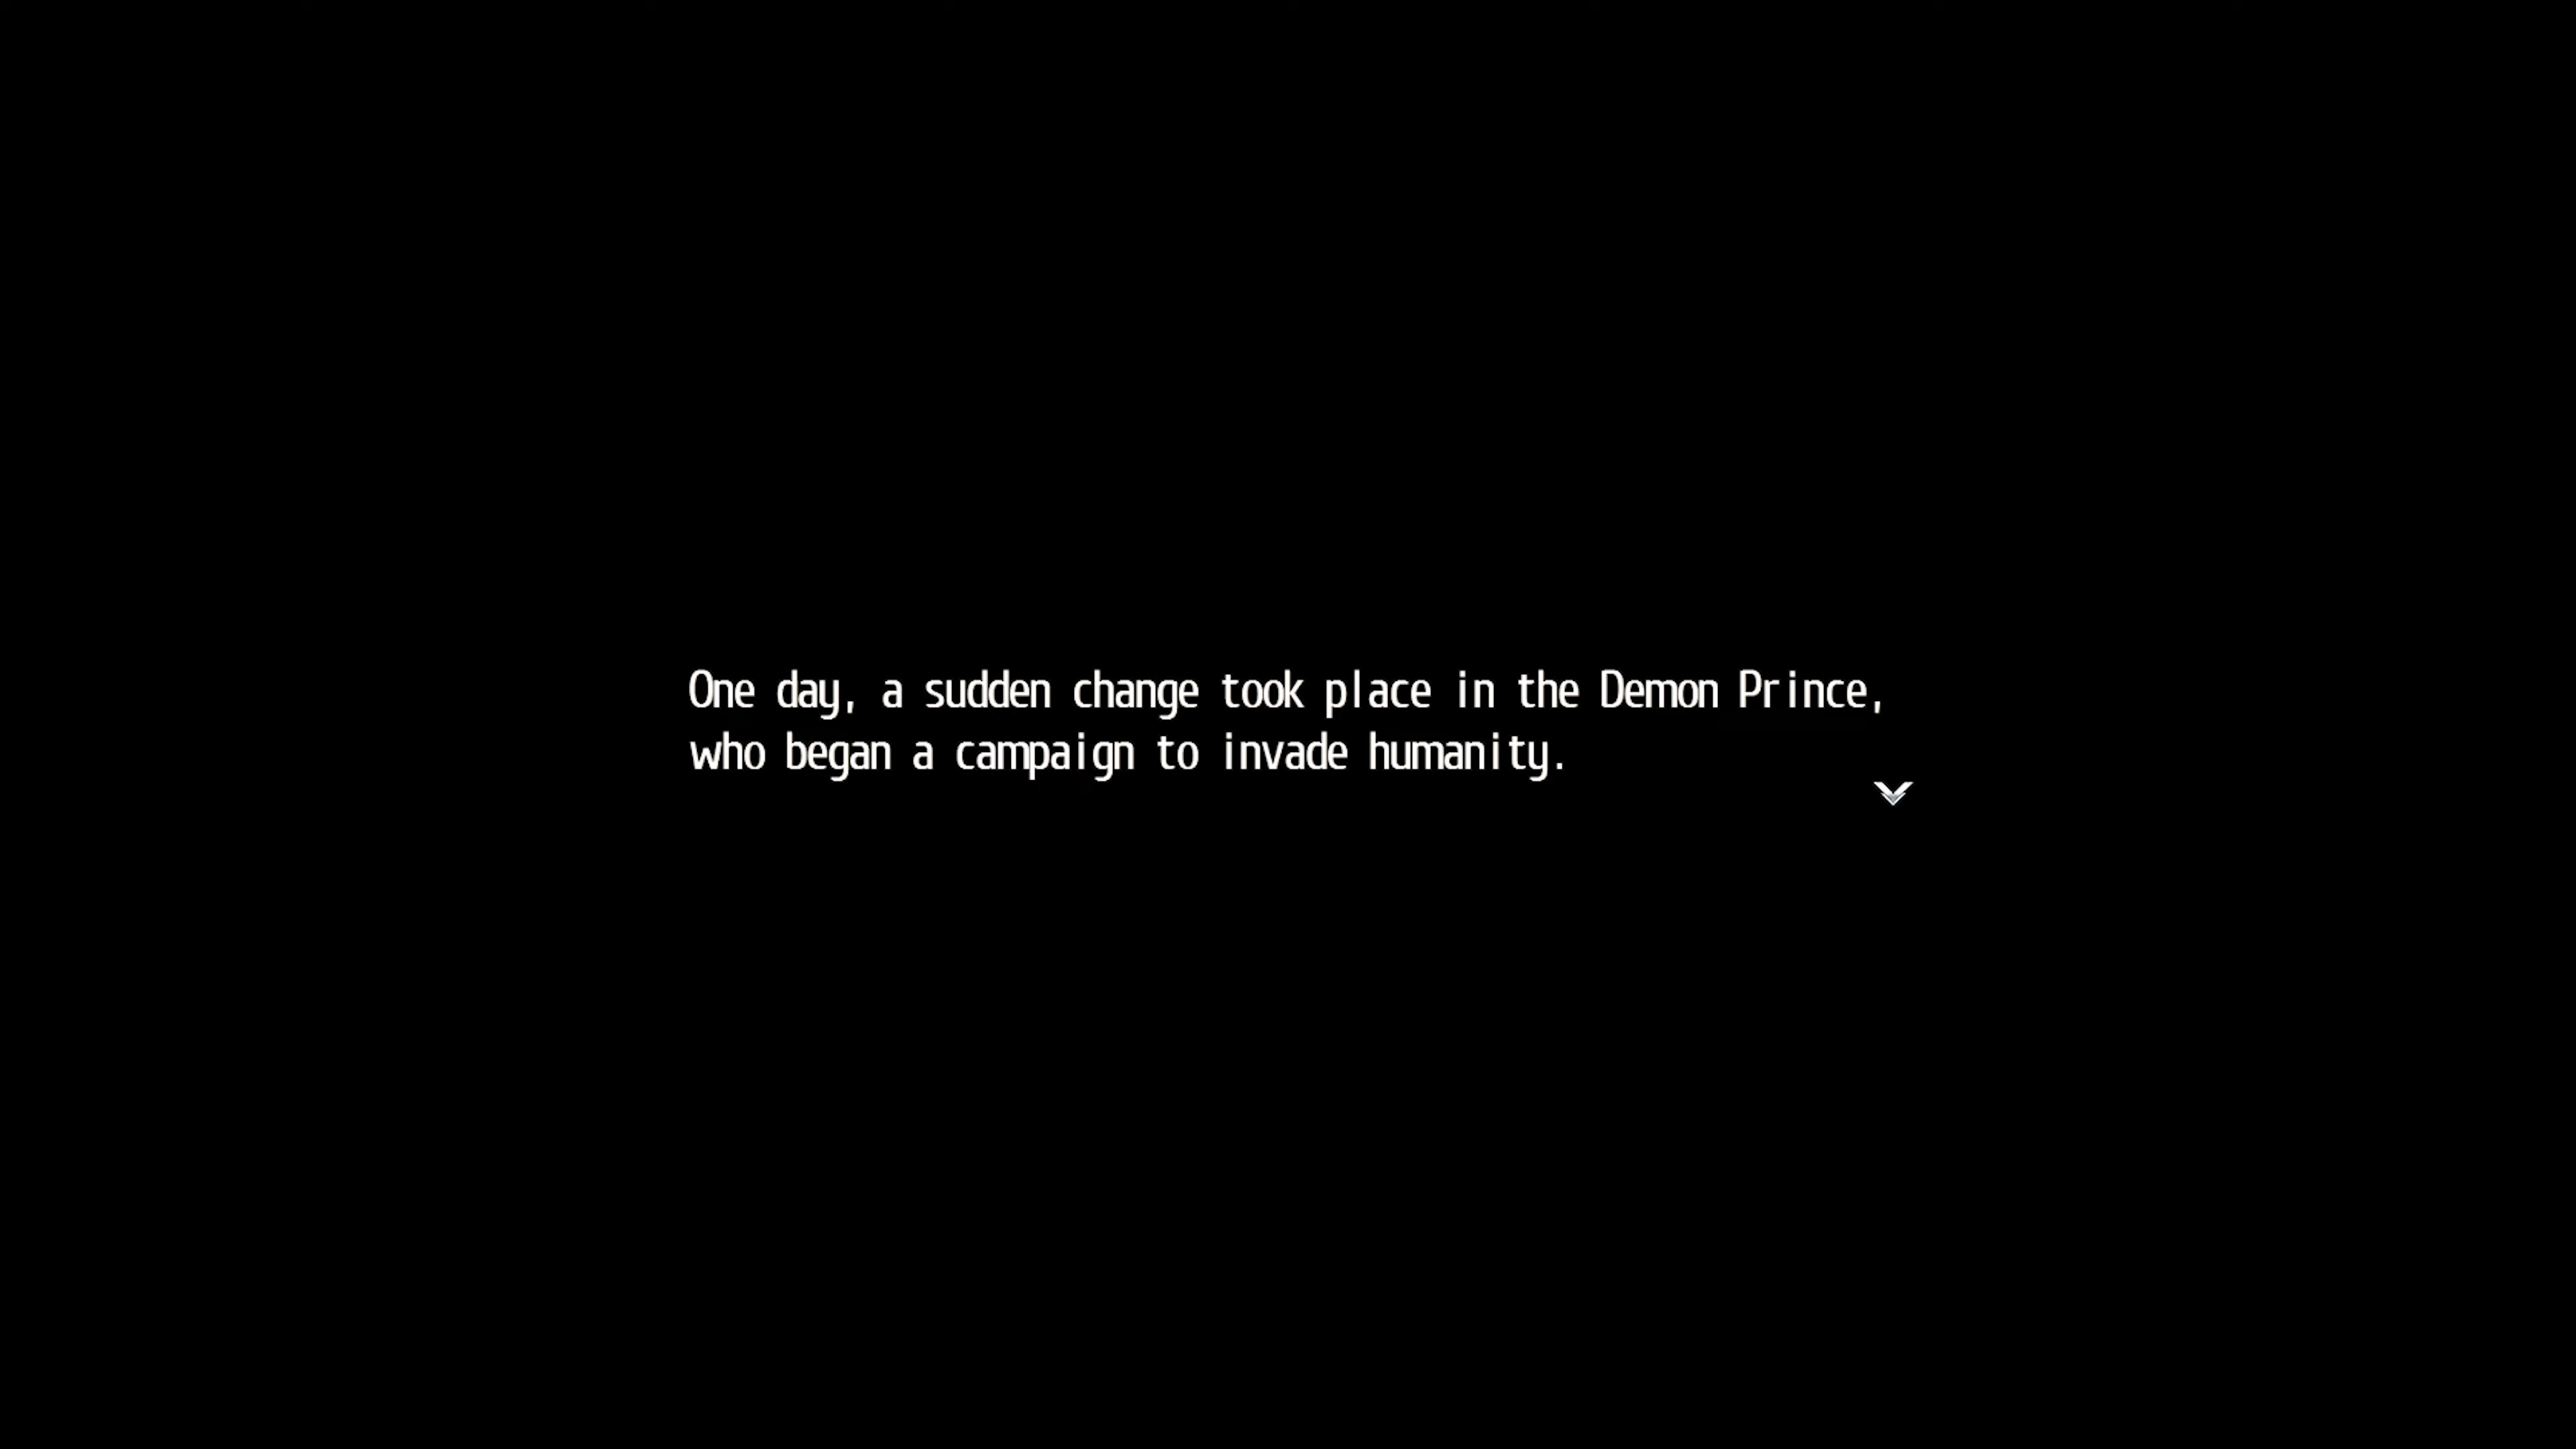 One day, a sudden change took place in the Demon Prince,
who began a campaign to invade humanity.